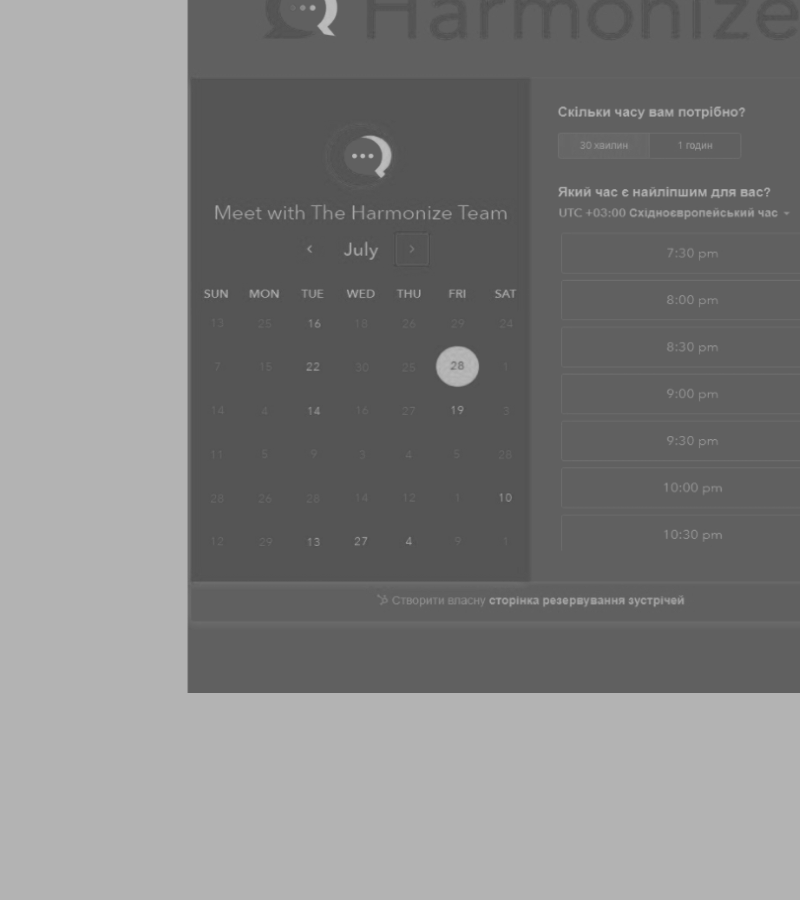 Harmonize
Скільки часу вам потрібно?
30 хвилин 1 годин
Який час є найліпшим для вас?
UTC +03:00 Східноєвропейський час
Meet with The Harmonize Team
July
SUN MON TUE WED THU FRI SAT
13 25 16 18 26 29 24
7 15 22 30 25 28 1
14 4 14 16 27 19 3
11 5 9 3 4 5 28
28 26 28 14 12 1 10
12 29 13 27 4 9 1
7:30 pm
8:00 pm
8:30 pm
9:00 pm
9:30 pm
10:00 pm
10:30 pm
Створити власну сторінка резервування зустрічей